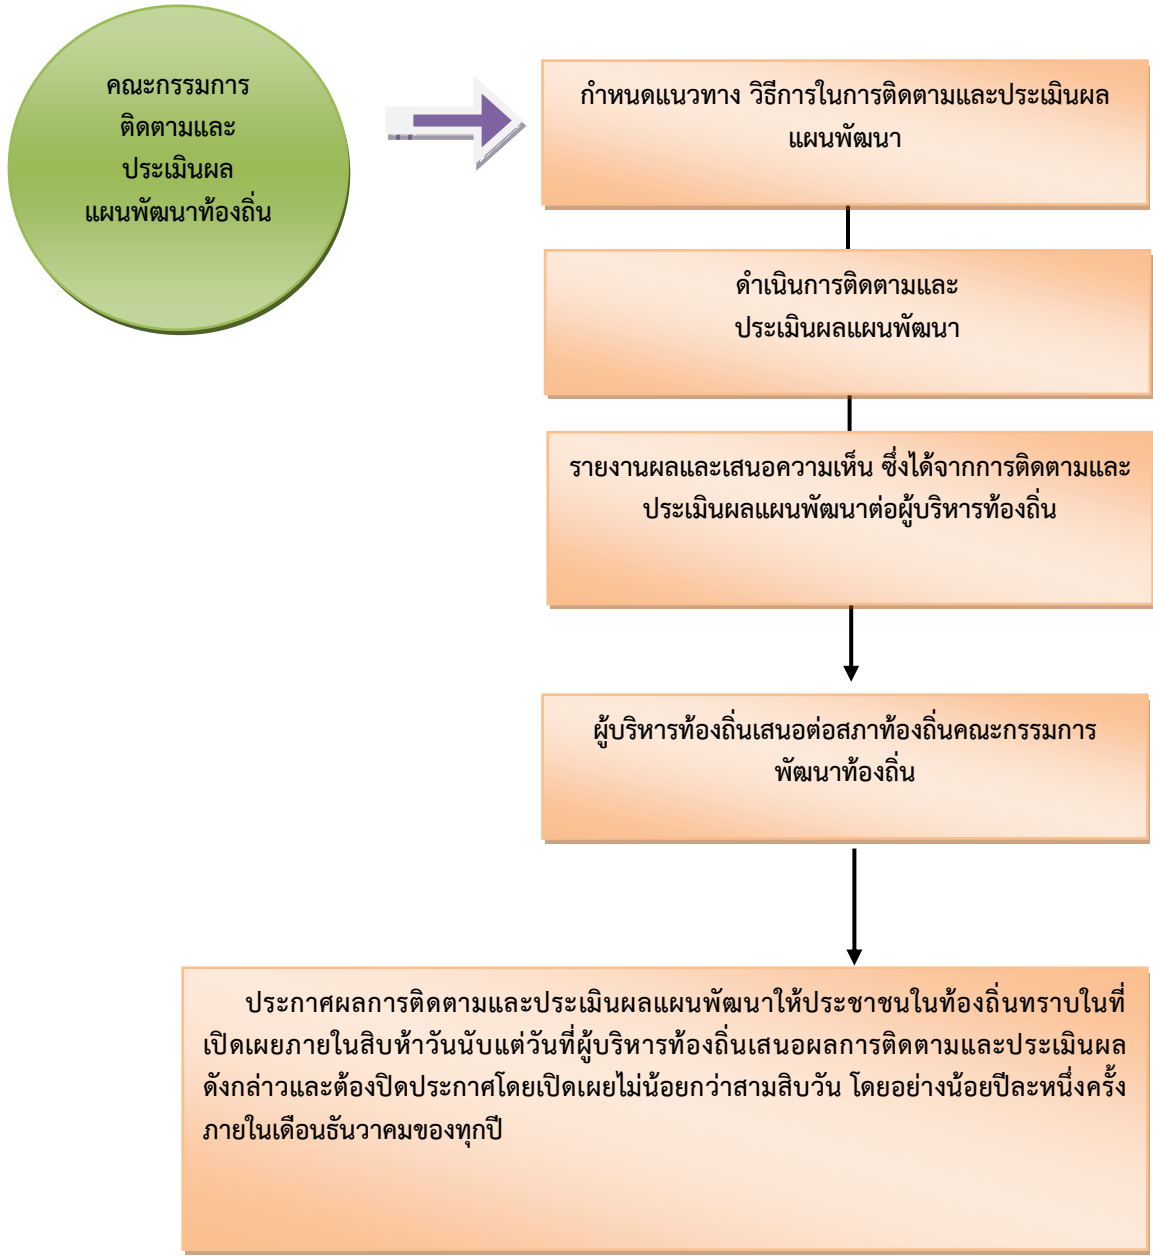 คณะกรรมการ
ติดตามและ
ประเมินผล
แผนพัฒนาท้องถิ่น
กำหนดแนวทาง วิธีการในการติดตามและประเมินผล
แผนพัฒนา
ดำเนินการติดตามและ
ประเมินผลแผนพัฒนา
รายงานผลและเสนอความเห็น ซึ่งได้จากการติดตามและ
ประเมินผลแผนพัฒนาต่อผู้บริหารท้องถิ่น
ผู้บริหารท้องถิ่นเสนอต่อสภาท้องถิ่นคณะกรรมการ
พัฒนาท้องถิ่น
ประกาศผลการติดตามและประเมินผลแผนพัฒนาให้ประชาชนในท้องถิ่นทราบในที่
เปิดเผยภายในสิบห้าวันนับแต่วันที่ผู้บริหารท้องถิ่นเสนอผลการติดตามและประเมินผล
ดังกล่าวและต้องปิดประกาศโดยเปิดเผยไม่น้อยกว่าสามสิบวัน โดยอย่างน้อยปีละหนึ่งครั้ง
ภายในเดือนธันวาคมของทุกปี